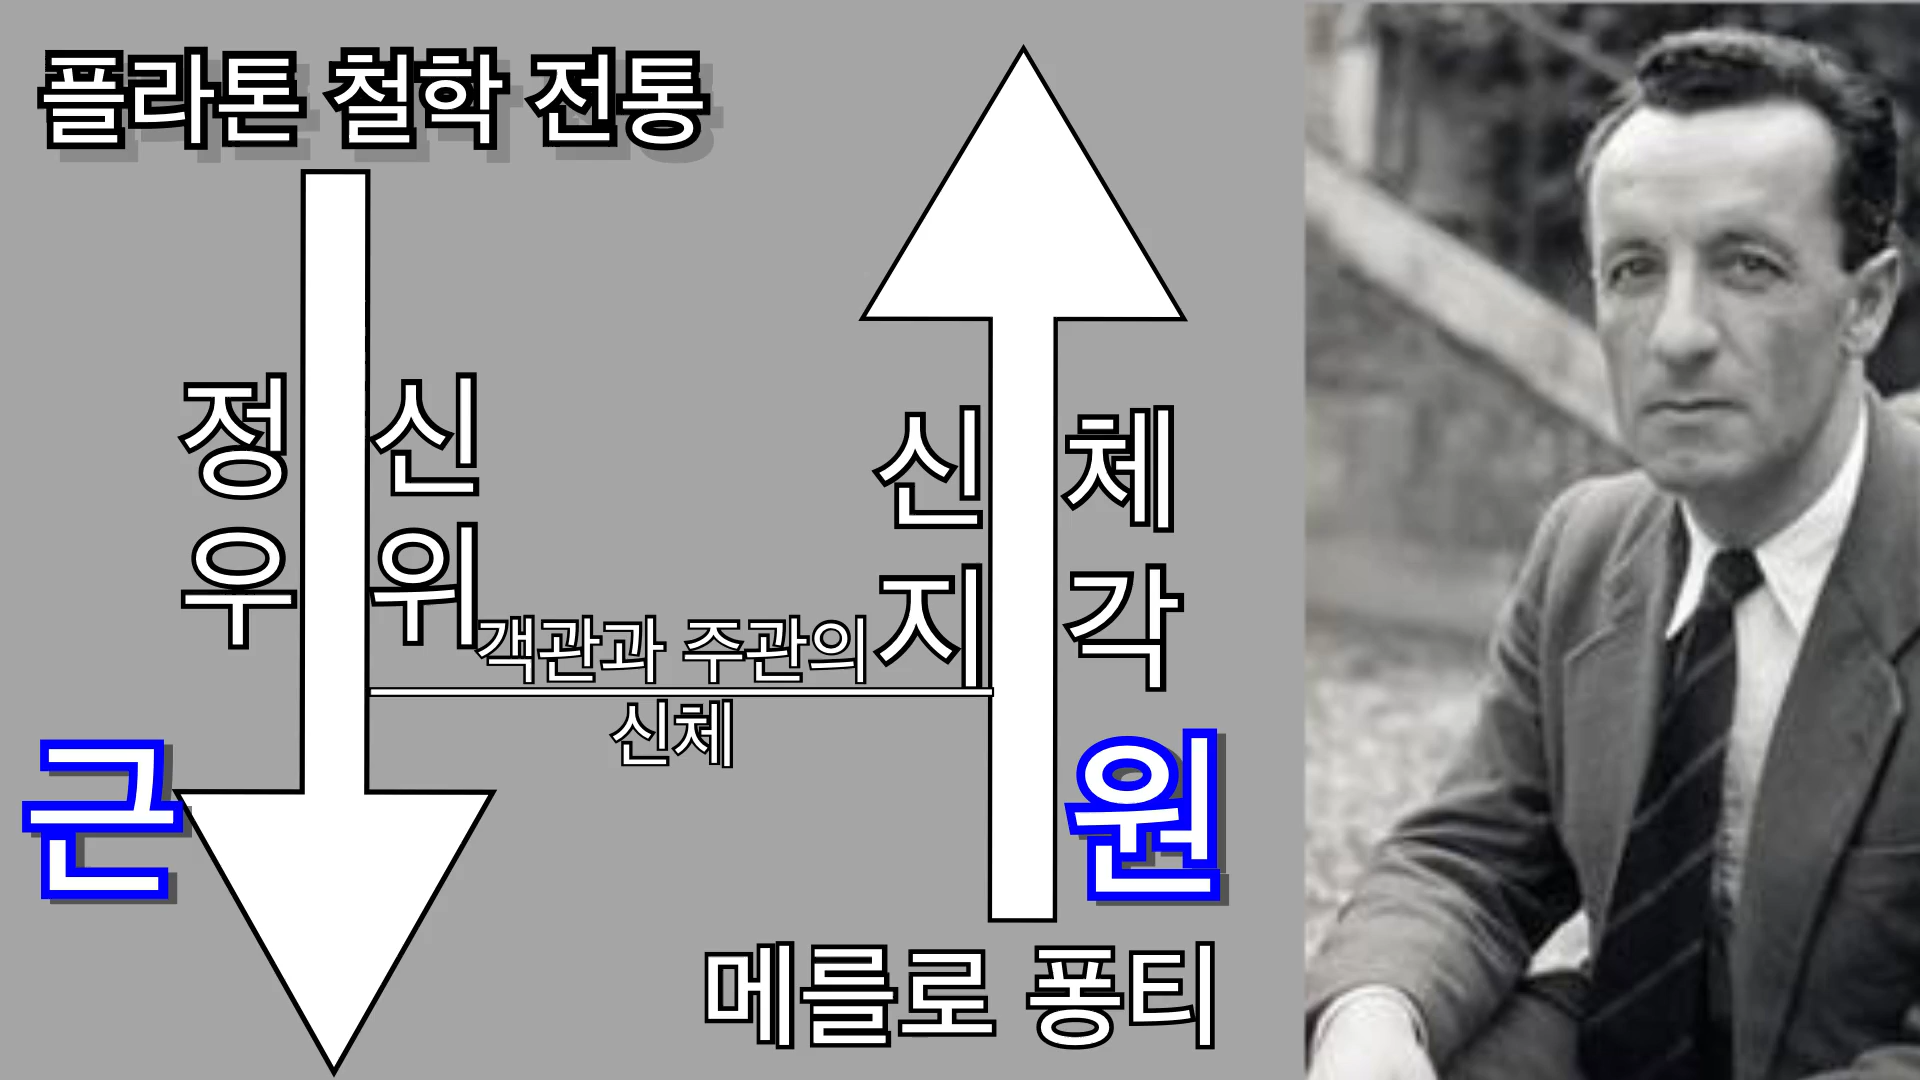 플라톤 철학 전통
정신
우위
신체
지각
객관과 주관의
신체
근원
메를로 퐁티